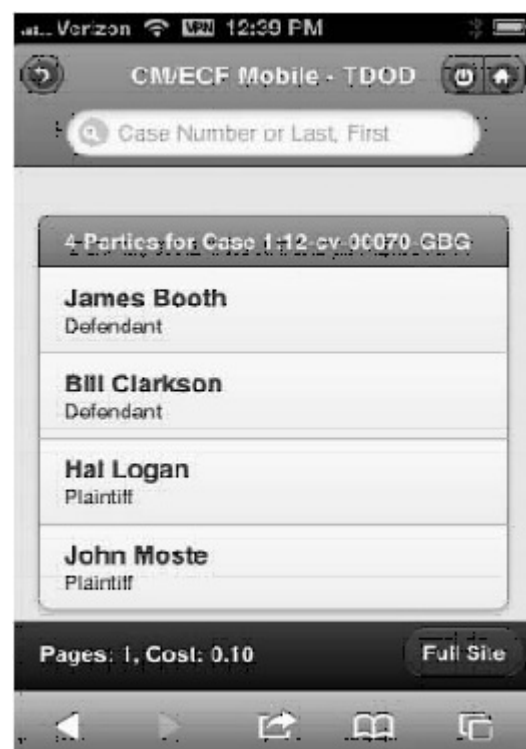 Verizon VPN 12:39 PM
CM/ECF Mobile - TDOD
Case Number or Last, First
4 Parties for Case 1:12-cv-00070-GBG
James Booth
Defendant
Bill Clarkson
Defendant
Hal Logan
Plaintiff
John Moste
Plaintiff
Pages: 1, Cost: 0.10
Full Site